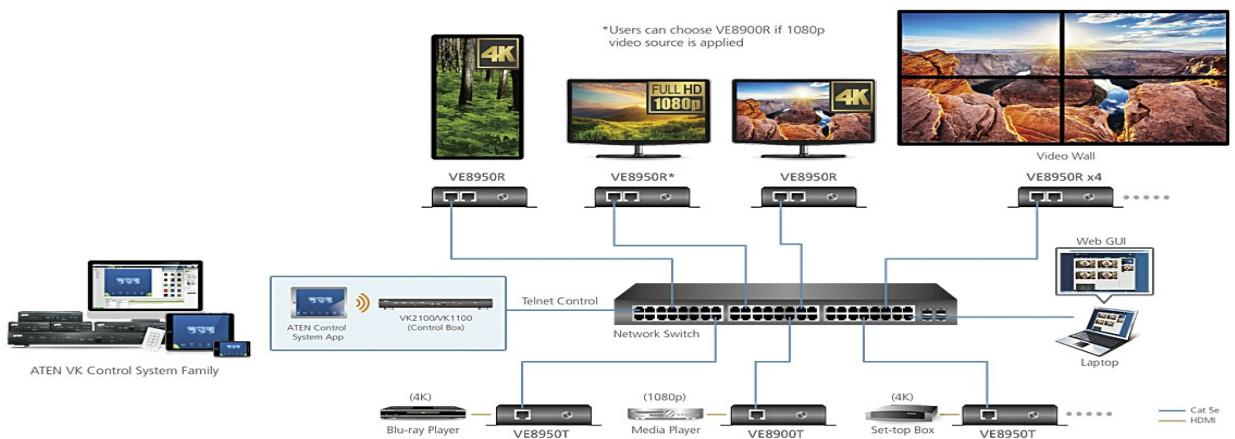 *Users can choose VE8900R if 1080p
video source is applied
4K
FULL HD
1080p
4K
Video Wall
VE8950R
VE8950R*
VE8950R
VE8950R x4
Web GUI
Telnet Control
ATEN Control
System App
VK2100/VK1100
(Control Box)
Network Switch
Laptop
ATEN VK Control System Family
(4K)
Blu-ray Player
VE8950T
(1080p)
Media Player
VE8900T
(4K)
Set-top Box
VE8950T
Cat 5e
HDMI